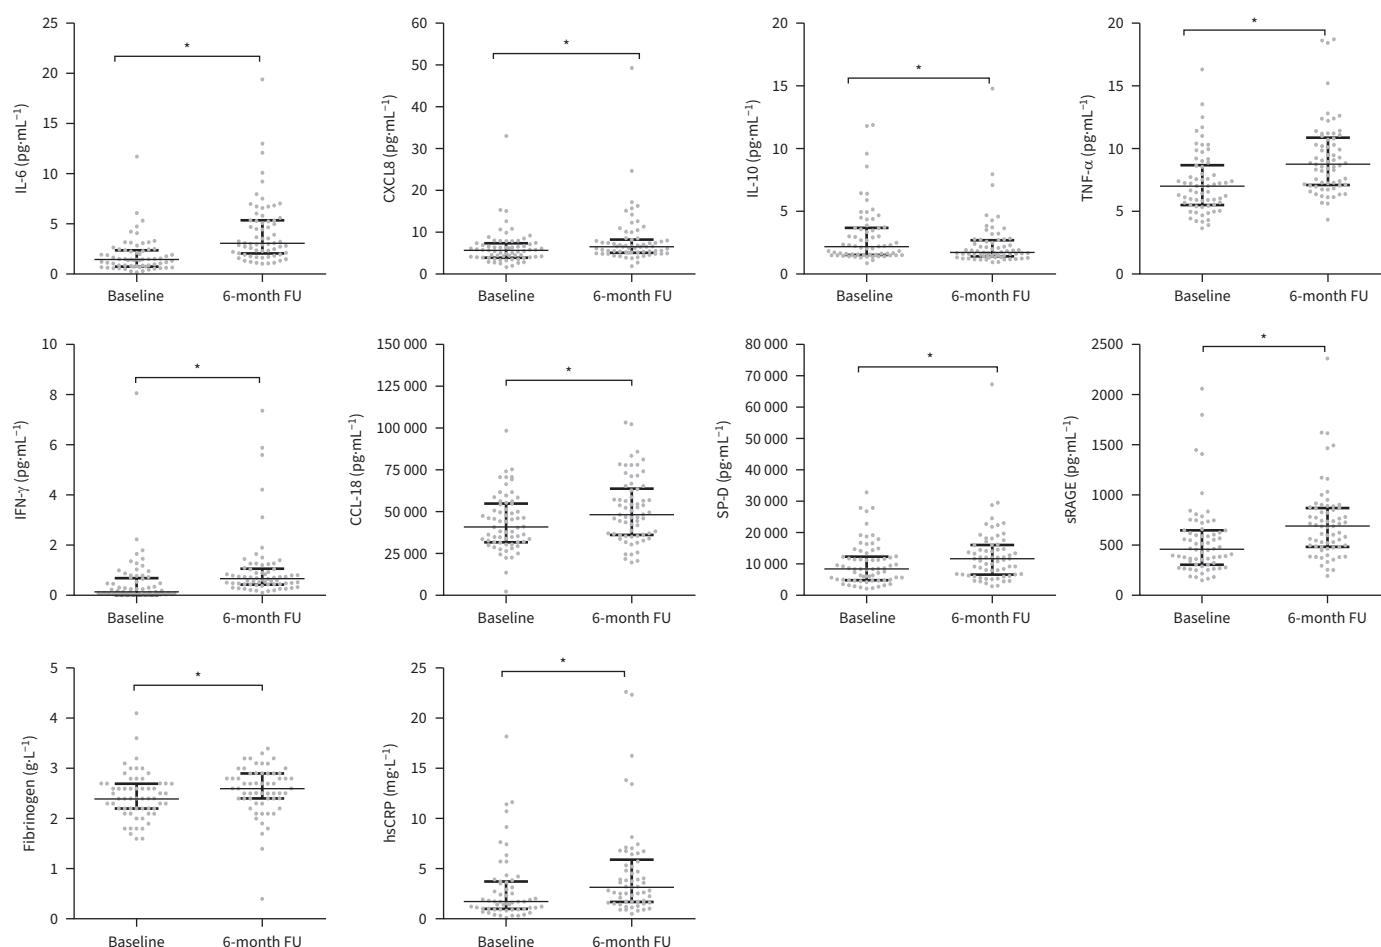 IL-6 (pg·mL⁻¹)
25
20
15
10
5
0
*
Baseline
6-month FU
CXCL8 (pg·mL⁻¹)
60
50
40
30
20
10
0
*
Baseline
6-month FU
IL-10 (pg·mL⁻¹)
20
15
10
5
0
*
Baseline
6-month FU
TNF-α (pg·mL⁻¹)
20
15
10
5
0
*
Baseline
6-month FU
IFN-γ (pg·mL⁻¹)
10
8
6
4
2
0
*
Baseline
6-month FU
CCL-18 (pg·mL⁻¹)
150 000
125 000
100 000
75 000
50 000
25 000
0
*
Baseline
6-month FU
SP-D (pg·mL⁻¹)
80 000
70 000
60 000
50 000
40 000
30 000
20 000
10 000
0
*
Baseline
6-month FU
sRAGE (pg·mL⁻¹)
2500
2000
1500
1000
500
0
*
Baseline
6-month FU
Fibrinogen (g·L⁻¹)
5
4
3
2
1
0
*
Baseline
6-month FU
hsCRP (mg·L⁻¹)
25
20
15
10
5
0
*
Baseline
6-month FU